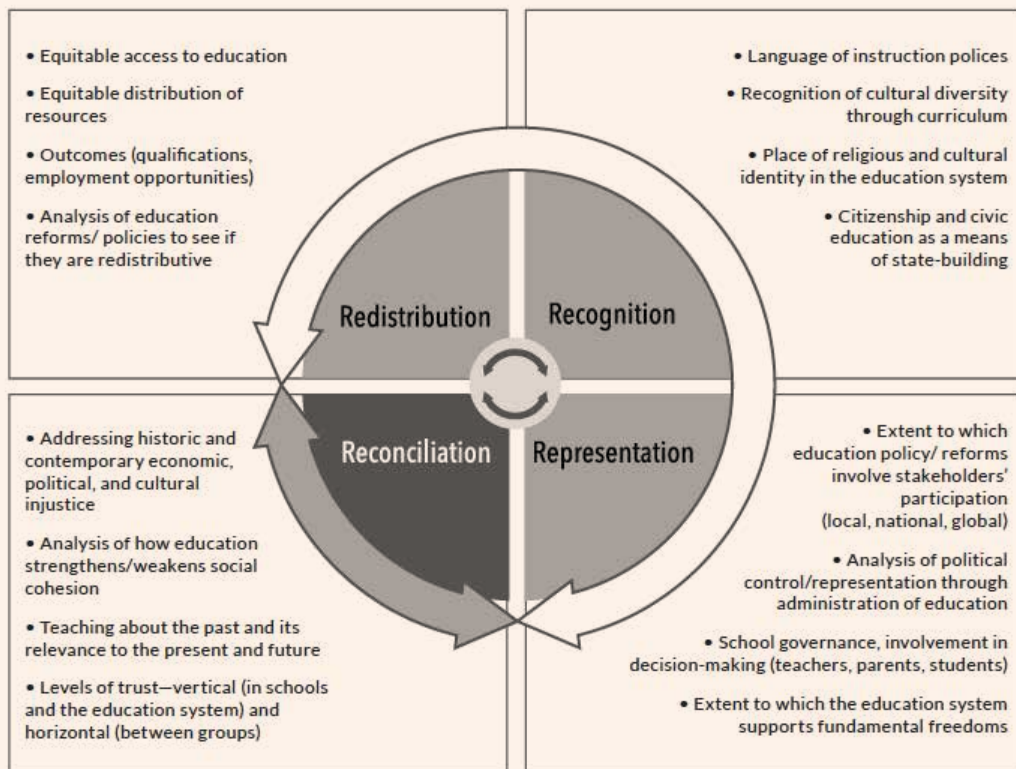 • Equitable access to education
• Equitable distribution of
resources
• Outcomes (qualifications,
employment opportunities)
• Analysis of education
reforms/ policies to see if
they are redistributive
• Language of instruction polices
• Recognition of cultural diversity
through curriculum
• Place of religious and cultural
identity in the education system
• Citizenship and civic
education as a means
of state-building
Redistribution
Recognition
Reconciliation
Representation
• Addressing historic and
contemporary economic,
political, and cultural
injustice
• Analysis of how education
strengthens/weakens social
cohesion
• Teaching about the past and its
relevance to the present and future
• Levels of trust—vertical (in schools
and the education system) and
horizontal (between groups)
• Extent to which
education policy/ reforms
involve stakeholders’
participation
(local, national, global)
• Analysis of political
control/representation through
administration of education
• School governance, involvement in
decision-making (teachers, parents, students)
• Extent to which the education system
supports fundamental freedoms